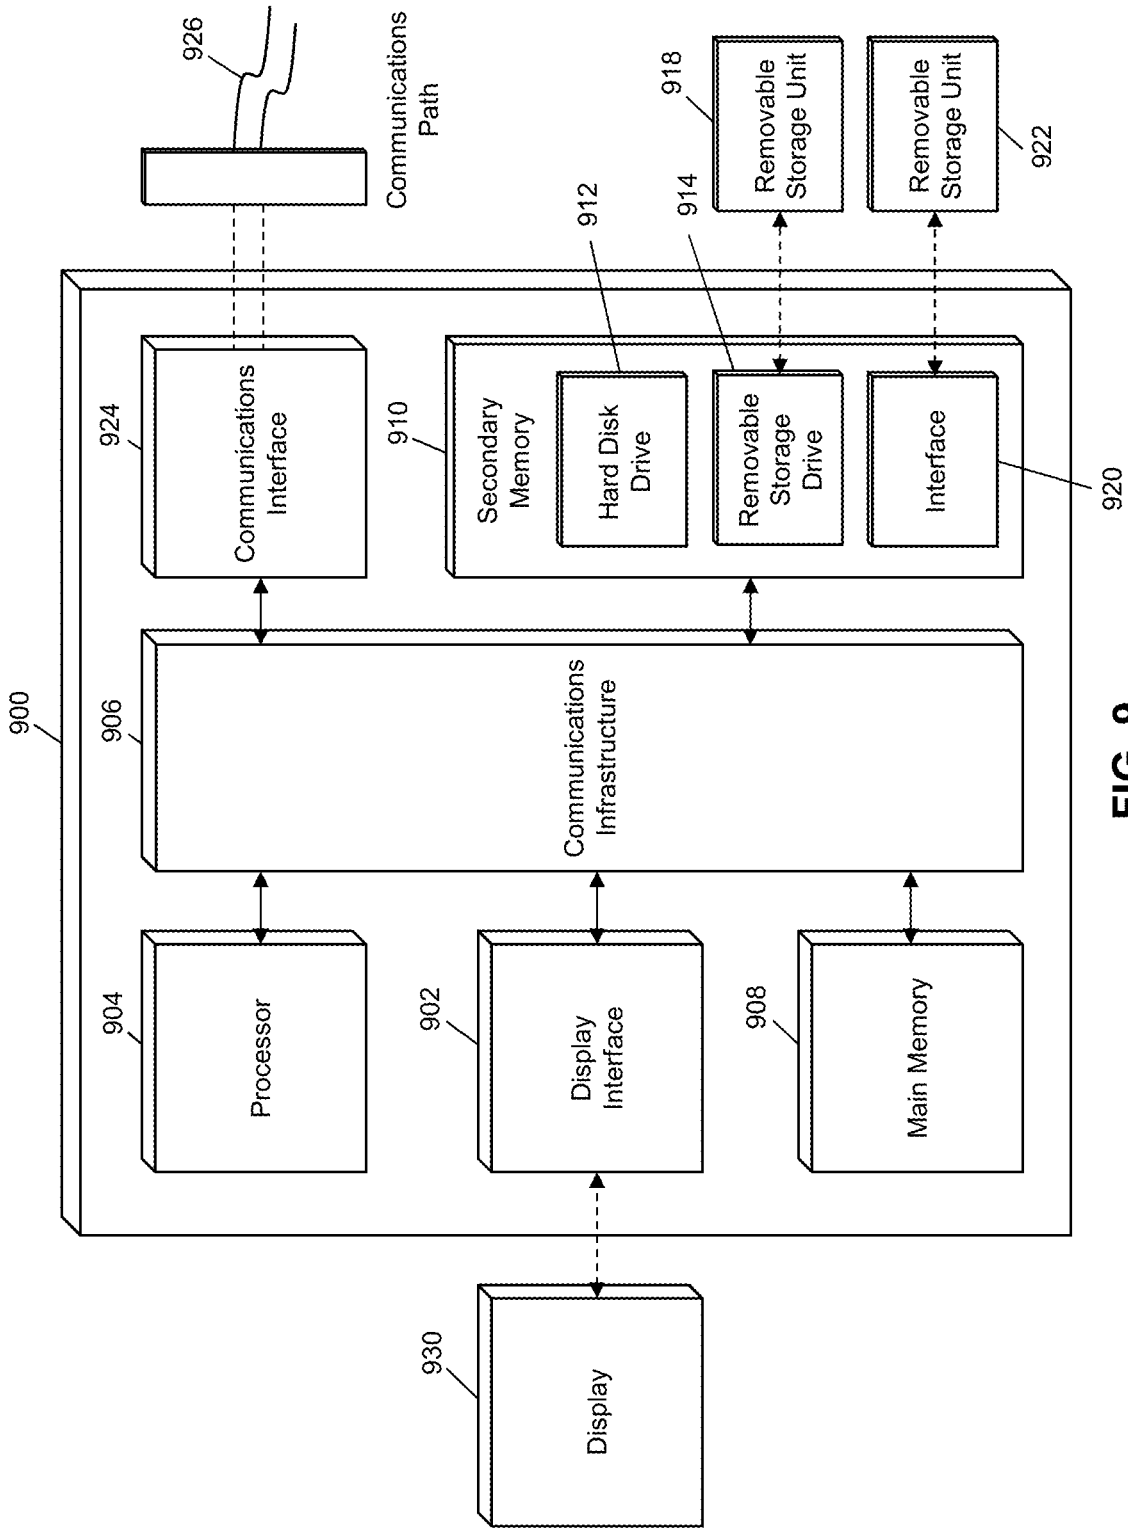 900
904
Processor
906
924
Communications
Interface
926
Communications
Path
930
Display
902
Display
Interface
Communications
Infrastructure
910
Secondary
Memory
912
Hard Disk
Drive
914
Removable
Storage
Drive
918
Removable
Storage Unit
908
Main Memory
Interface
920
Removable
Storage Unit
922
FIG. 9